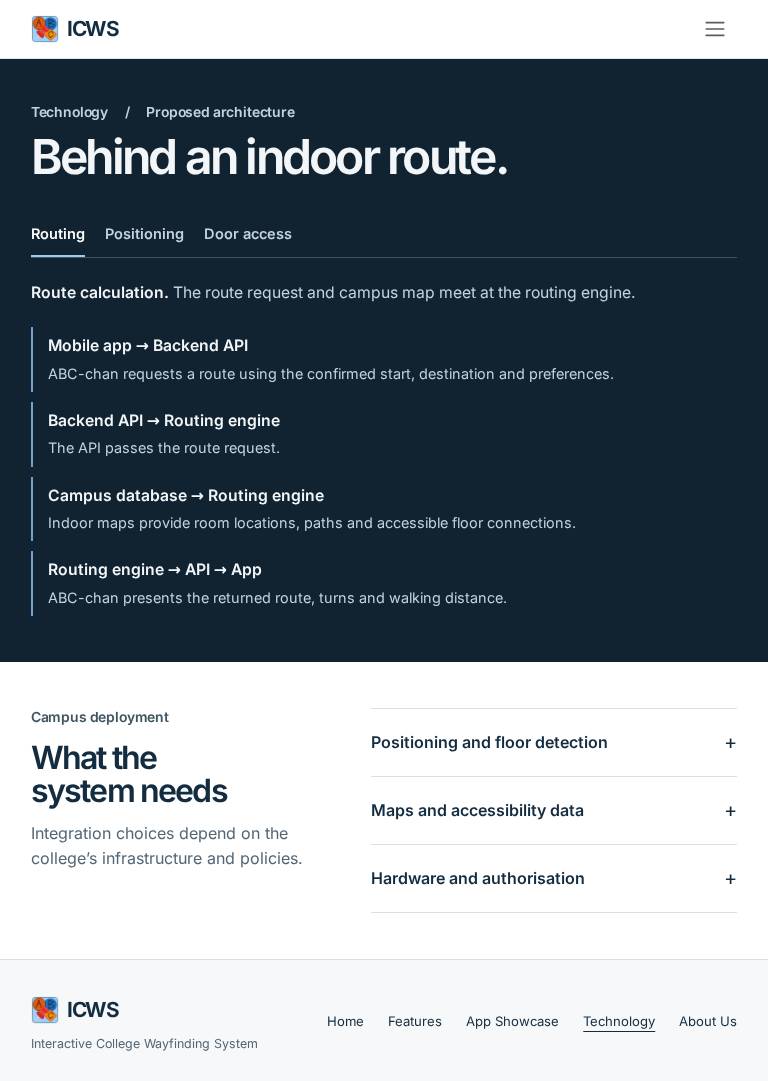 ICWS
Technology / Proposed architecture
Behind an indoor route.
Routing Positioning Door access
Route calculation. The route request and campus map meet at the routing engine.
Mobile app → Backend API
ABC-chan requests a route using the confirmed start, destination and preferences.
Backend API → Routing engine
The API passes the route request.
Campus database → Routing engine
Indoor maps provide room locations, paths and accessible floor connections.
Routing engine → API → App
ABC-chan presents the returned route, turns and walking distance.
Campus deployment
What the
system needs
Integration choices depend on the
college’s infrastructure and policies.
Positioning and floor detection +
Maps and accessibility data +
Hardware and authorisation +
ICWS
Interactive College Wayfinding System
Home Features App Showcase Technology About Us